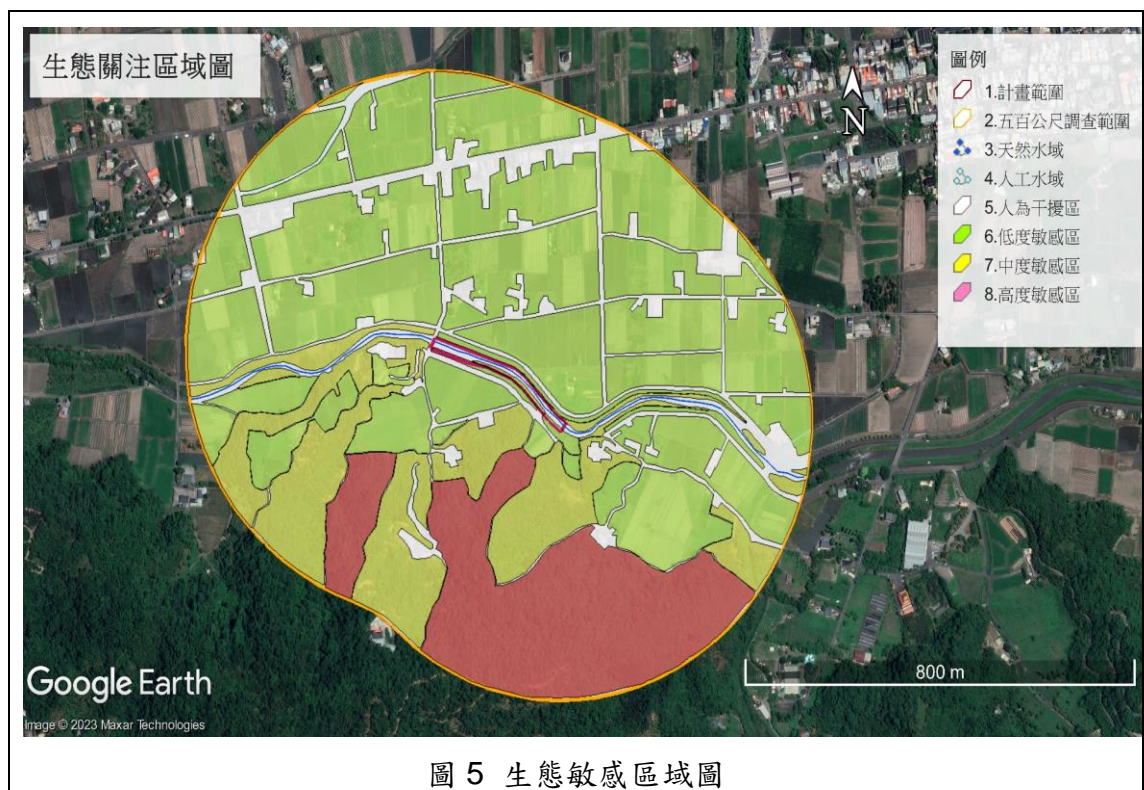 生態關注區域圖
圖例
1.計畫範圍
2.五百公尺調查範圍
3.天然水域
4.人工水域
5.人為干擾區
6.低度敏感區
7.中度敏感區
8.高度敏感區
N
800 m
Google Earth
Image © 2023 Maxar Technologies
圖 5 生態敏感區域圖